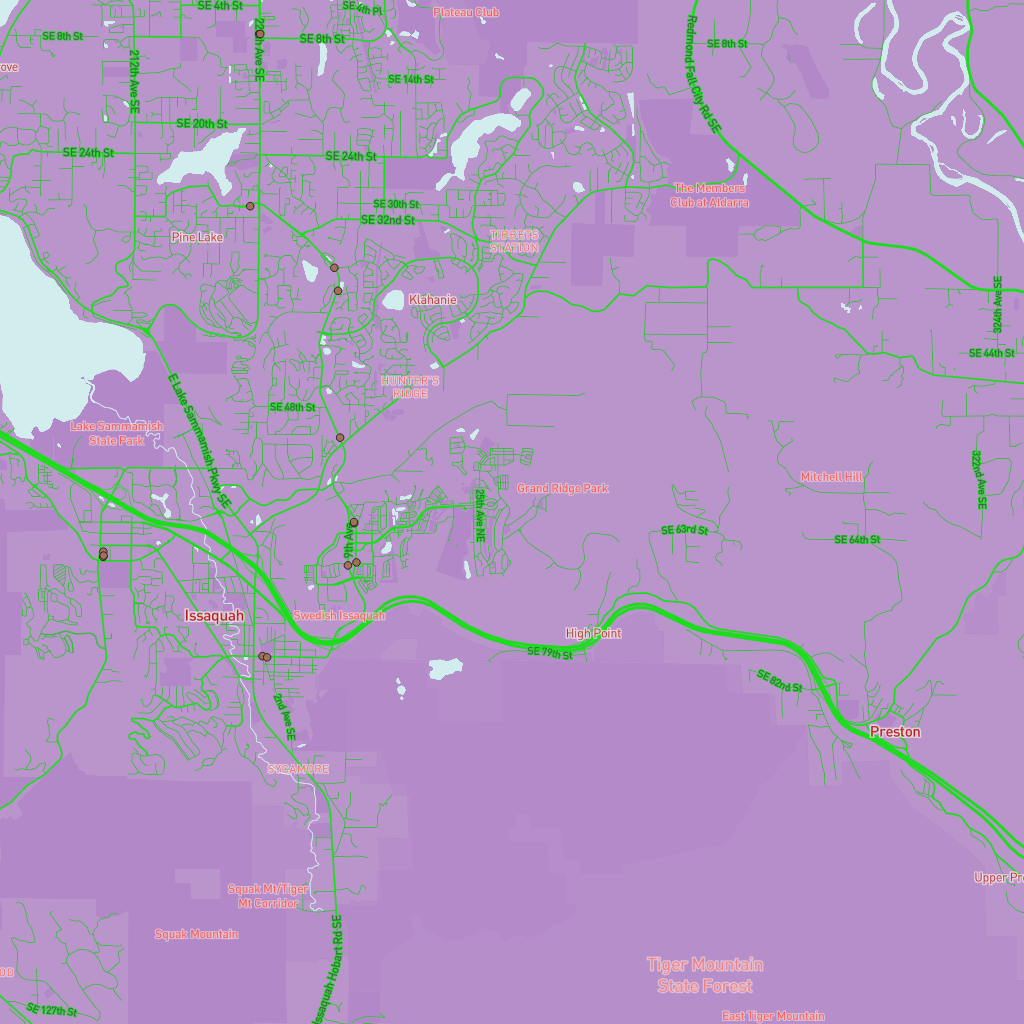 SE 4th St
SE 4th Pl
Plateau Club
SE 8th St
SE 8th St
SE 8th St
SE 14th St
212th Ave SE
Redmond Fall City Rd SE
SE 20th St
SE 24th St
SE 24th St
The Members
Club at Aldarra
SE 30th St
SE 32nd St
Pine Lake
Klahanie
324th Ave SE
SE 44th St
HUNTER'S
RIDGE
E Lake Sammamish Pkwy SE
SE 48th St
Lake Sammamish
State Park
Mitchell Hill
322nd Ave SE
Grand Ridge Park
25th Ave NE
SE 63rd St
SE 64th St
9th Ave
Issaquah
Swedish Issaquah
High Point
SE 79th St
SE 82nd St
2nd Ave SE
Preston
SYCAMORE
Squak Mt/Tiger
Mt Corridor
Squak Mountain
Issaquah Hobart Rd SE
Tiger Mountain
State Forest
SE 127th St
East Tiger Mountain